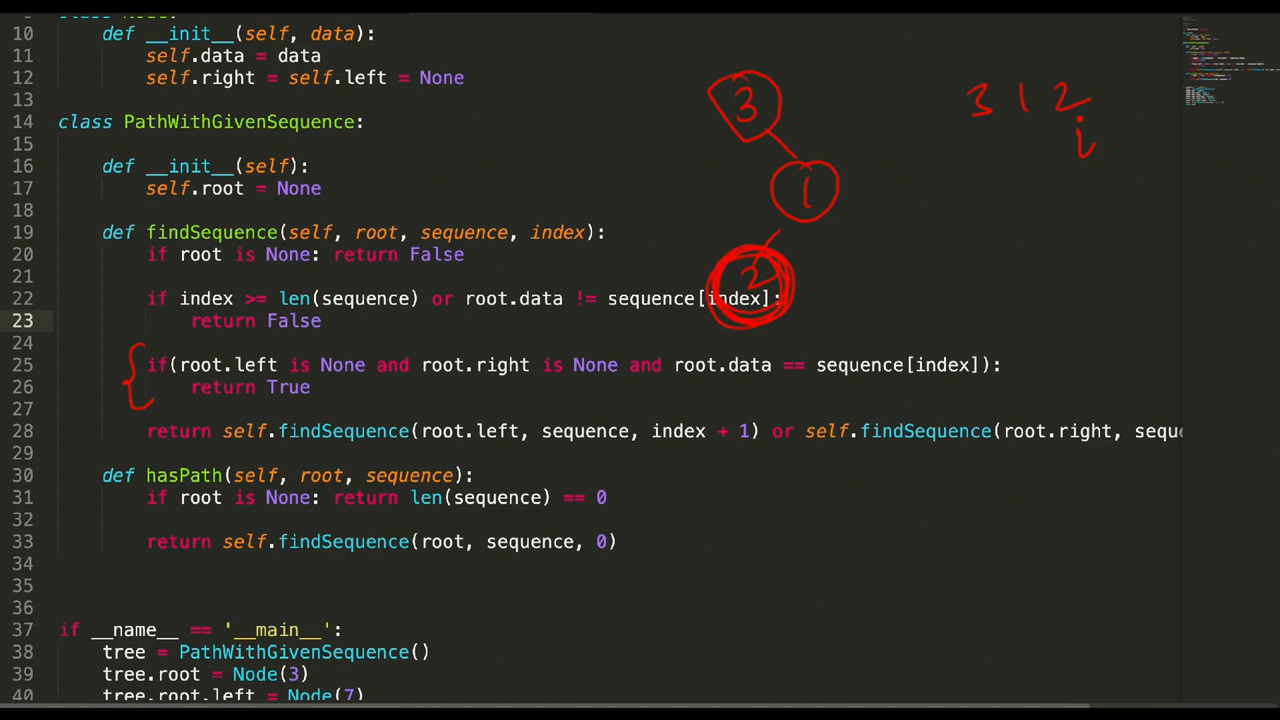 10 def __init__(self, data):
11 self.data = data
12 self.right = self.left = None
13
14 class PathWithGivenSequence:
15
16 def __init__(self):
17 self.root = None
18
19 def findSequence(self, root, sequence, index):
20 if root is None: return False
21
22 if index >= len(sequence) or root.data != sequence[index]:
23 return False
24
25 if(root.left is None and root.right is None and root.data == sequence[index]):
26 return True
27
28 return self.findSequence(root.left, sequence, index + 1) or self.findSequence(root.right, sequ
29
30 def hasPath(self, root, sequence):
31 if root is None: return len(sequence) == 0
32
33 return self.findSequence(root, sequence, 0)
34
35
36
37 if __name__ == '__main__':
38 tree = PathWithGivenSequence()
39 tree.root = Node(3)
40 tree.root.left = Node(7)
3
1
2
3 1 2
i